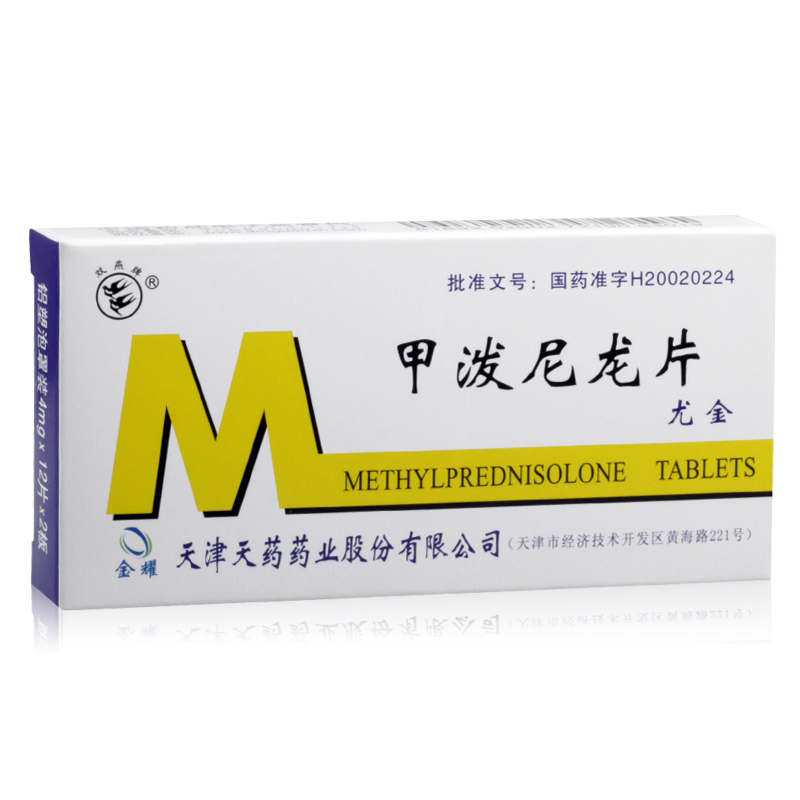 双燕牌
®
批准文号：国药准字H20020224
甲泼尼龙片
尤金
M
METHYLPREDNISOLONE TABLETS
金耀
天津天药药业股份有限公司（天津市经济技术开发区黄海路221号）
铝塑泡罩装4mg×12片×2板